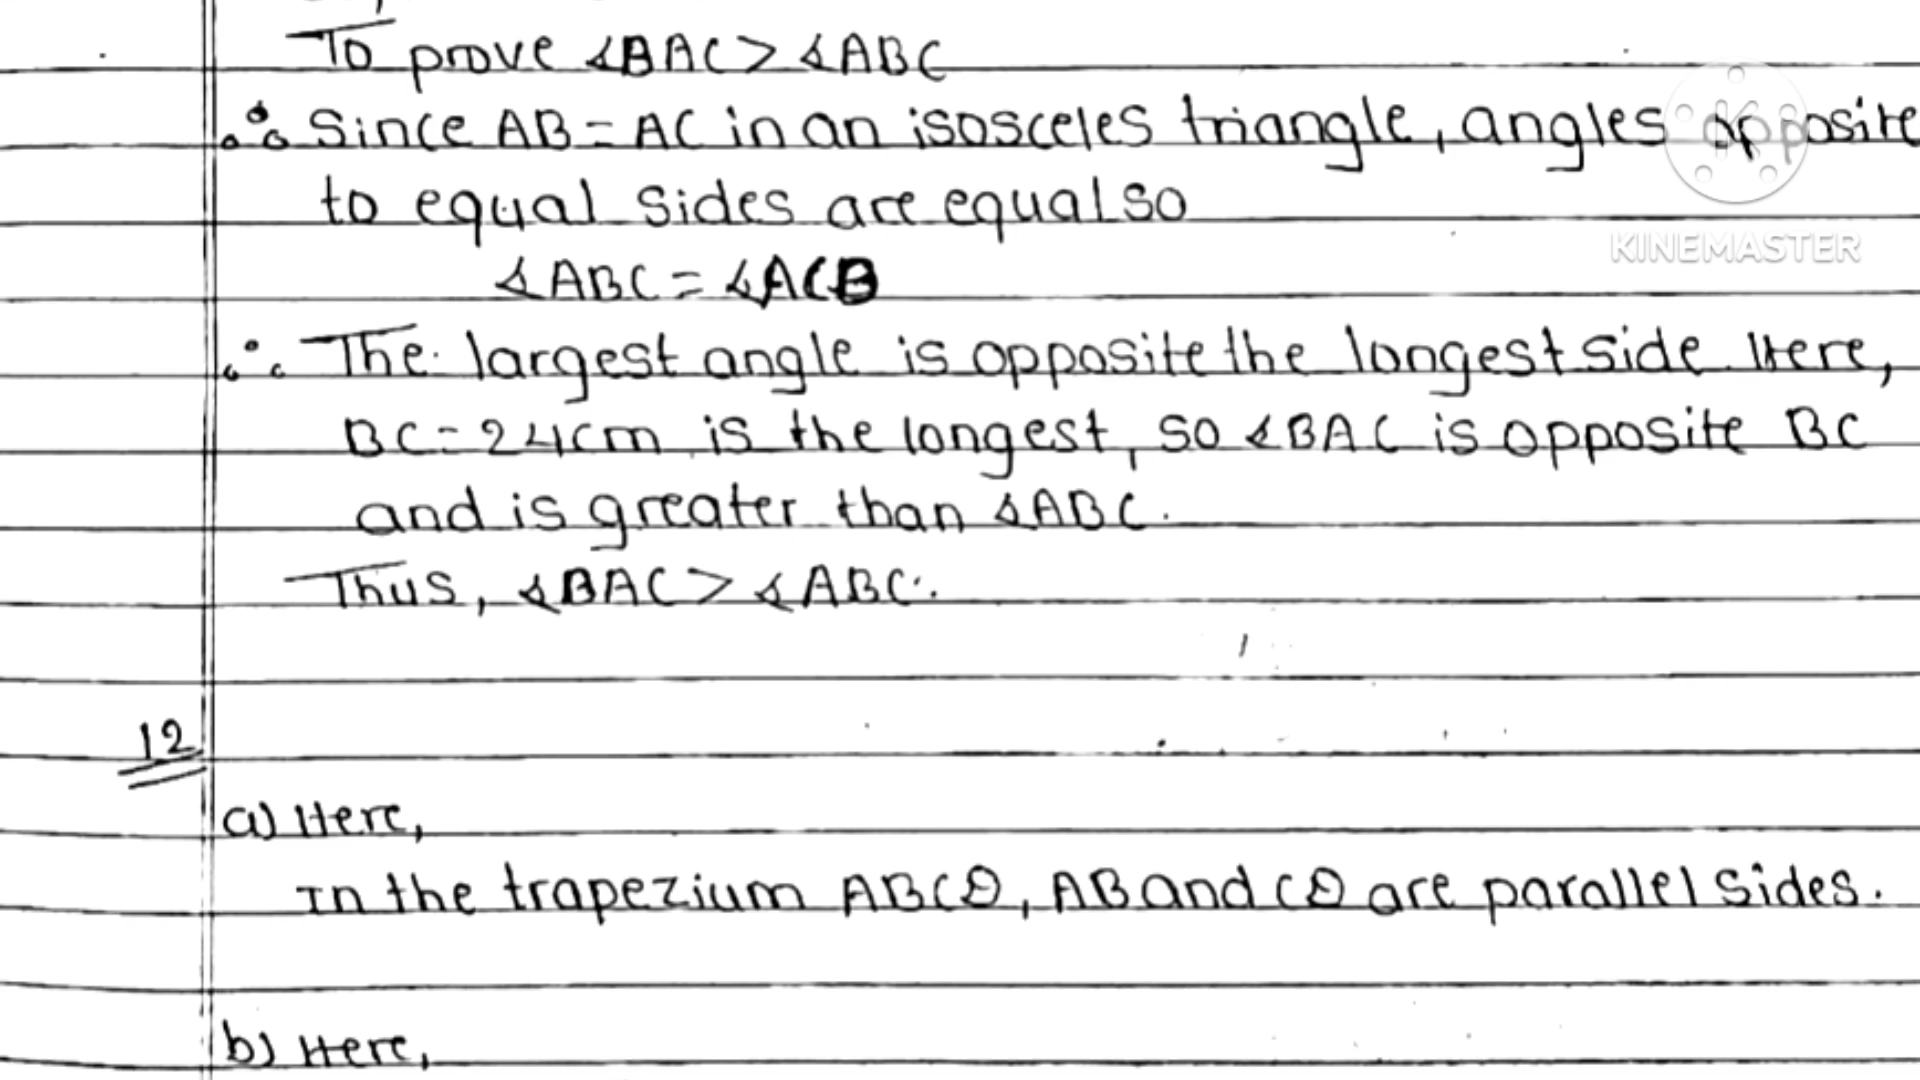 To prove ∡BAC > ∡ABC
∴ Since AB = AC in an isosceles triangle, angles opposite
to equal sides are equal so
∡ABC = ∡ACB
∴ The largest angle is opposite the longest side. Here,
BC = 24cm is the longest, so ∡BAC is opposite BC
and is greater than ∡ABC.
Thus, ∡BAC > ∡ABC.
12
a) Here,
In the trapezium ABCD, AB and CD are parallel sides.
b) Here,
KINEMASTER